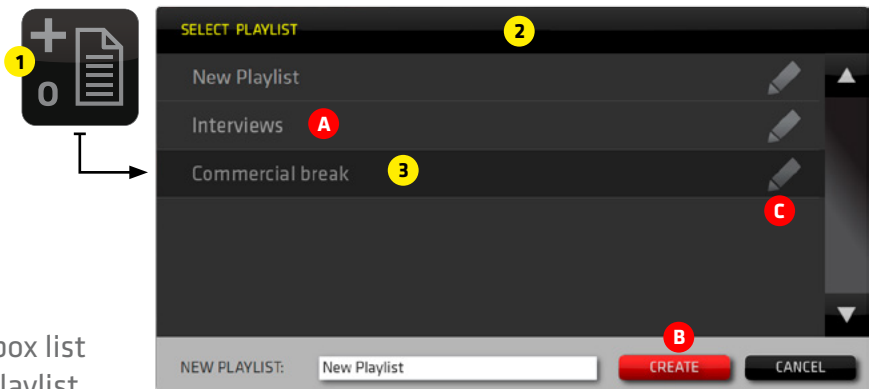 1
+
0
SELECT PLAYLIST 2
New Playlist
Interviews A
Commercial break 3
C
box list
B
NEW PLAYLIST: New Playlist CREATE CANCEL
playlist